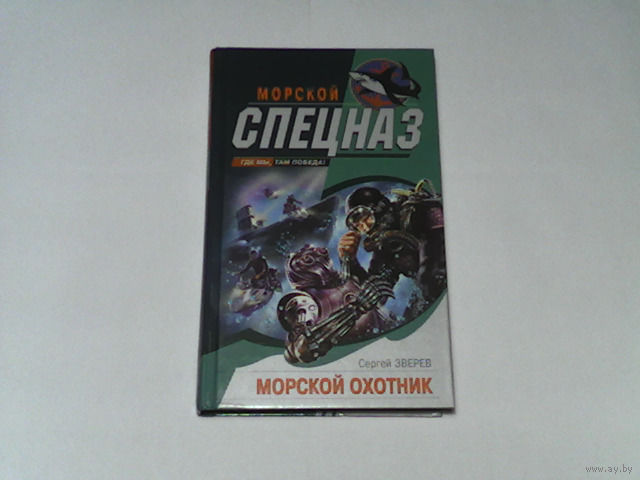 МОРСКОЙ
СПЕЦНАЗ
ГДЕ МЫ, ТАМ ПОБЕДА!
Сергей ЗВЕРЕВ
МОРСКОЙ ОХОТНИК
www.ay.by